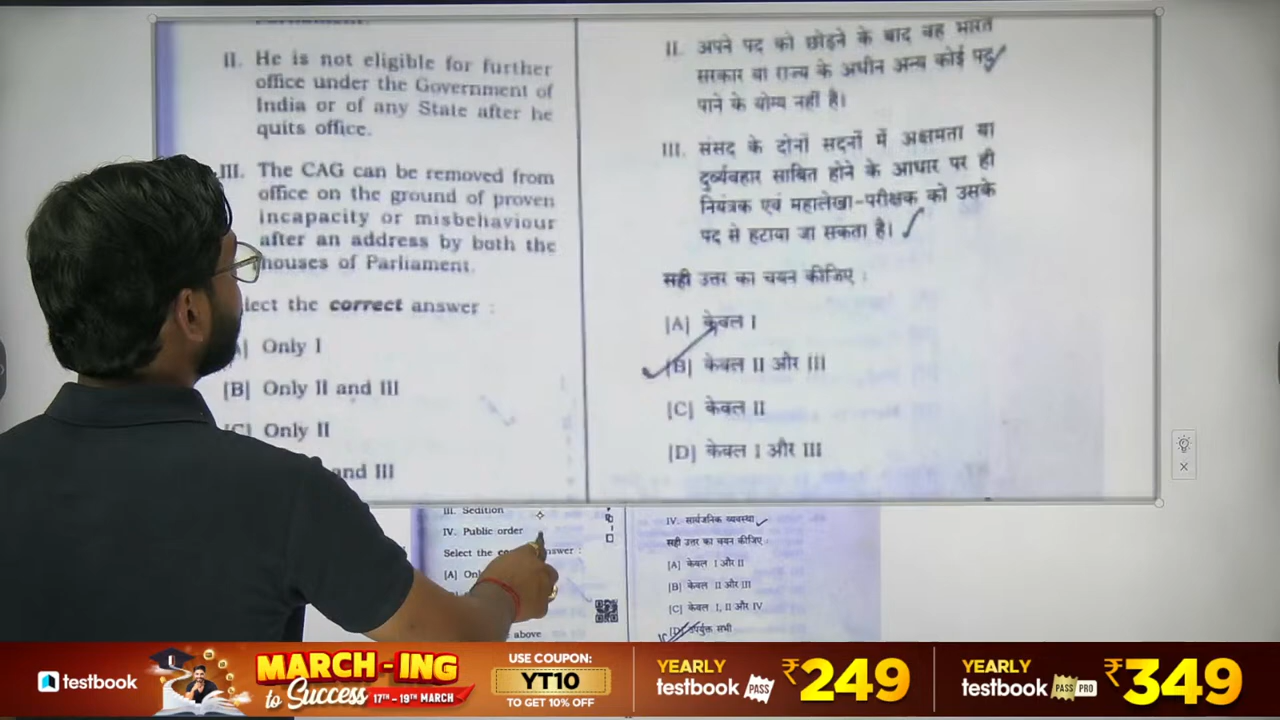 II. He is not eligible for further
office under the Government of
India or of any State after he
quits office.
III. The CAG can be removed from
office on the ground of proven
incapacity or misbehaviour
after an address by both the
houses of Parliament.
lect the correct answer :
Only I
[B] Only II and III
Only II
and III
II. अपने पद को छोड़ने के बाद वह भारत
सरकार या राज्य के अधीन अन्य कोई पद
पाने के योग्य नहीं है।
III. संसद के दोनों सदनों में अक्षमता या
दुर्व्यवहार साबित होने के आधार पर ही
नियंत्रक एवं महालेखा-परीक्षक को उसके
पद से हटाया जा सकता है।
सही उत्तर का चयन कीजिए :
[A] केवल I
[B] केवल II और III
[C] केवल II
[D] केवल I और III
III. Sedition
IV. Public order
Select the answer :
[A]
above
IV. सार्वजनिक व्यवस्था
सही उत्तर का चयन कीजिए :
[A] केवल I और II
[B] केवल II और III
[C] केवल I, II और IV
[D] उपर्युक्त सभी
testbook
MARCH-ING
to Success 17TH - 19TH MARCH
USE COUPON:
YT10
TO GET 10% OFF
YEARLY
testbook PASS
₹249
YEARLY
testbook PASS PRO
₹349